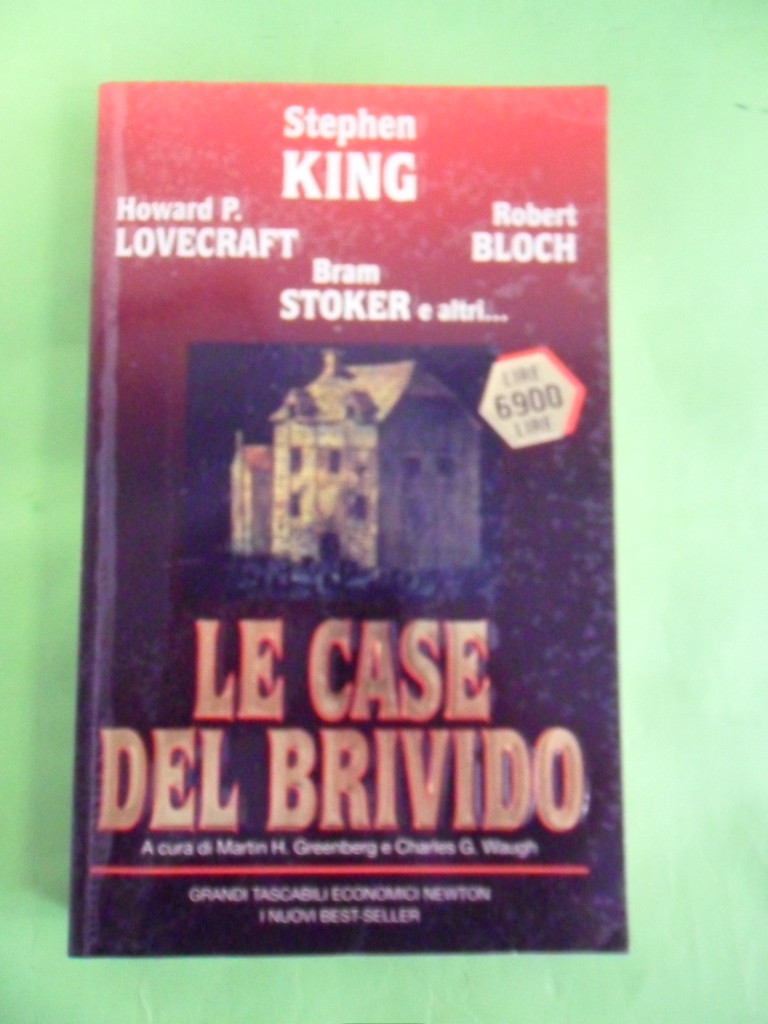 Stephen
KING
Howard P.
LOVECRAFT
Robert
BLOCH
Bram
STOKER e altri...
LIRE
6900
LIRE
LE CASE
DEL BRIVIDO
A cura di Martin H. Greenberg e Charles G. Waugh
GRANDI TASCABILI ECONOMICI NEWTON
I NUOVI BEST-SELLER